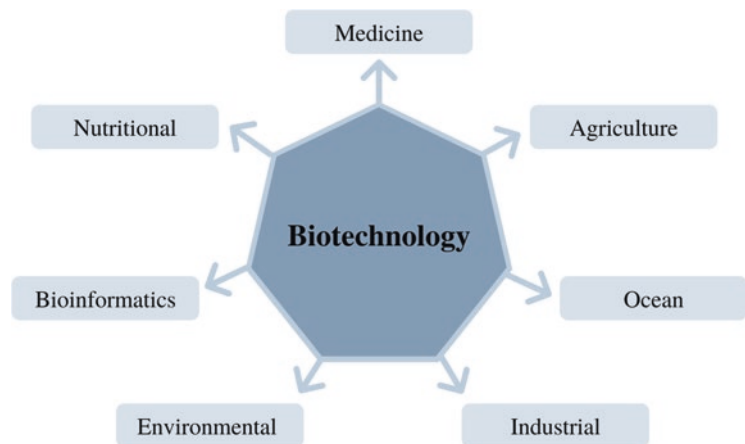 Medicine
Nutritional
Agriculture
Biotechnology
Bioinformatics
Ocean
Environmental
Industrial